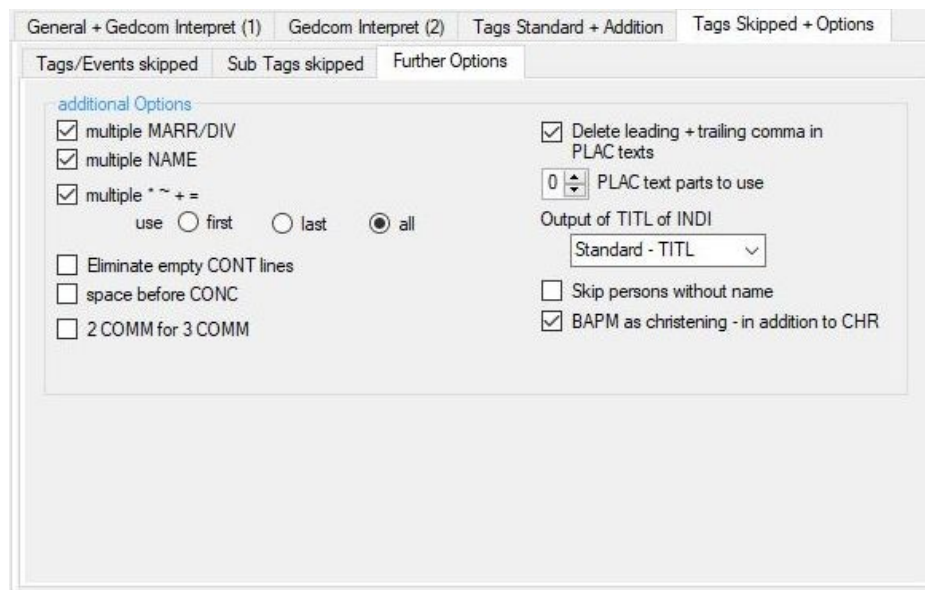 General + Gedcom Interpret (1) Gedcom Interpret (2) Tags Standard + Addition Tags Skipped + Options
Tags/Events skipped Sub Tags skipped Further Options
additional Options
multiple MARR/DIV
multiple NAME
multiple * ~ + =
use first last all
Eliminate empty CONT lines
space before CONC
2 COMM for 3 COMM
Delete leading + trailing comma in
PLAC texts
0 PLAC text parts to use
Output of TITL of INDI
Standard - TITL
Skip persons without name
BAPM as christening - in addition to CHR